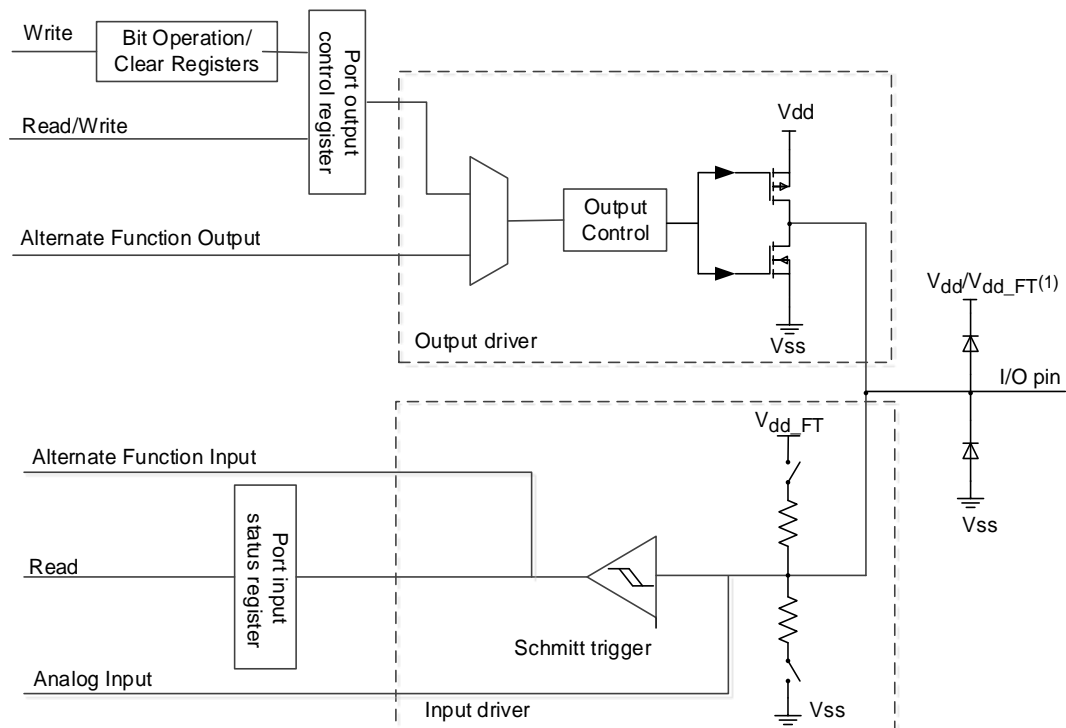 Write
Bit Operation/
Clear Registers
Port output
control register
Read/Write
Alternate Function Output
Output
Control
Vdd
Vss
Output driver
Vdd/Vdd_FT(1)
I/O pin
Vss
Alternate Function Input
Port input
status register
Read
Analog Input
Vdd_FT
Schmitt trigger
Vss
Input driver